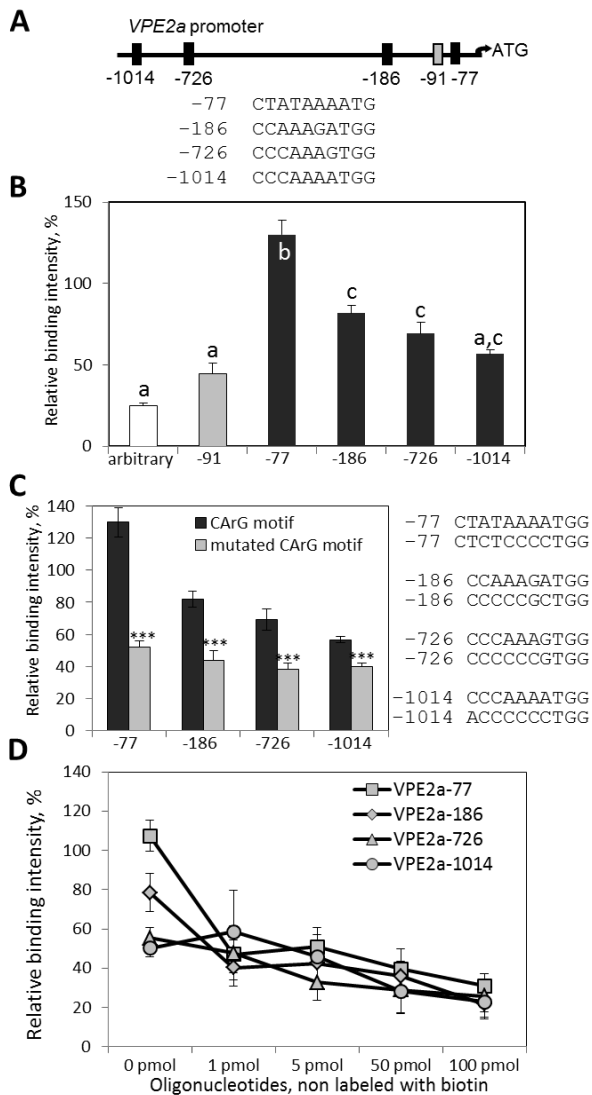 A
VPE2a promoter
ATG
-1014 -726 -186 -91 -77
-77 CTATAAAATG
-186 CCAAAGATGG
-726 CCCAAAGTGG
-1014 CCCAAAATGG
B
Relative binding intensity, %
150
100
50
0
a a b c c a,c
arbitrary -91 -77 -186 -726 -1014
C
Relative binding intensity, %
140
120
100
80
60
40
20
0
CArG motif
mutated CArG motif
*** *** *** ***
-77 -186 -726 -1014
-77 CTATAAAATGG
-77 CTCTCCCCTGG
-186 CCAAAGATGG
-186 CCCCCGCTGG
-726 CCCAAAGTGG
-726 CCCCCCGTGG
-1014 CCCAAAATGG
-1014 ACCCCCCTGG
D
Relative binding intensity, %
140
120
100
80
60
40
20
0
VPE2a-77
VPE2a-186
VPE2a-726
VPE2a-1014
0 pmol 1 pmol 5 pmol 50 pmol 100 pmol
Oligonucleotides, non labeled with biotin